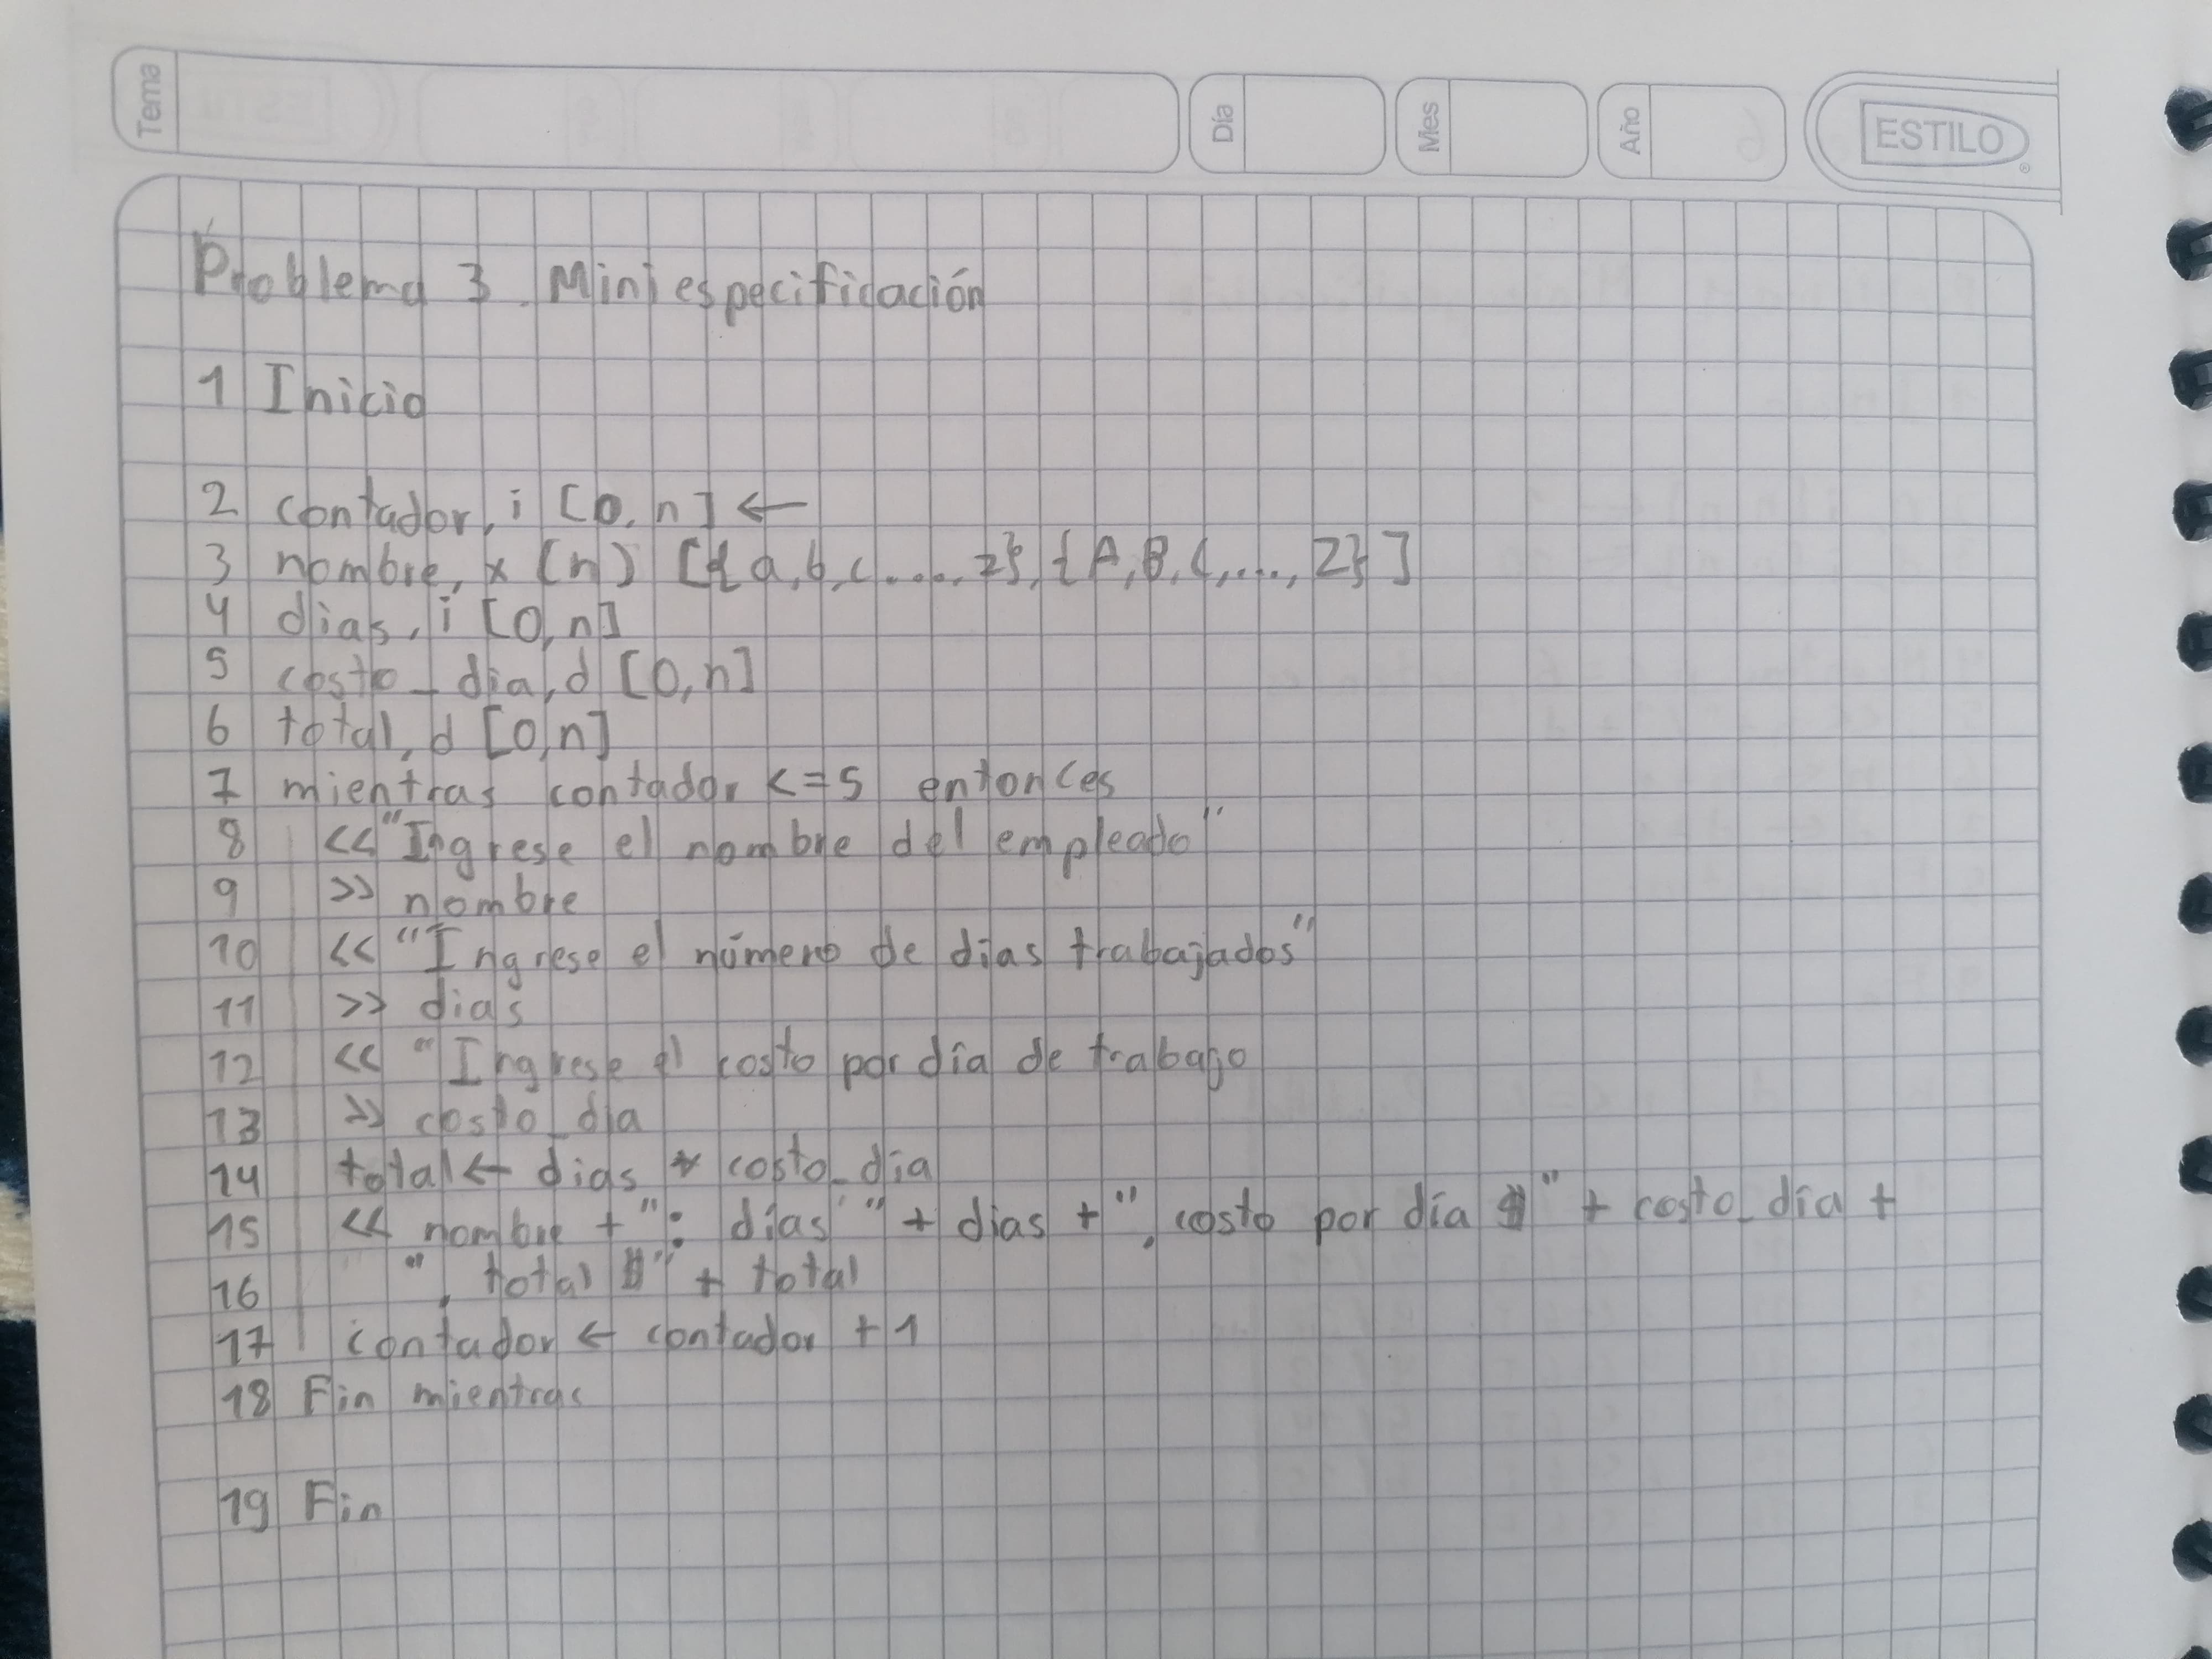 Tema Día Mes Año ESTILO
Problema 3. Miniespecificación
1 Inicio
2 contador, i [0, n] ←
3 nombre, x (n) [{a, b, c...., z}, {A, B, C, ...., Z}]
4 dias, i [0, n]
5 costo_dia, d [0, n]
6 total, d [0, n]
7 mientras contador <= 5 entonces
8 << "Ingrese el nombre del empleado"
9 >> nombre
10 << "Ingrese el número de dias trabajados"
11 >> dias
12 << "Ingrese el costo por día de trabajo
13 >> costo_dia
14 total ← dias * costo_dia
15 << nombre + ": días " + dias + ", costo por día $" + costo_día +
16 ", total $" + total
17 contador ← contador + 1
18 Fin mientras
19 Fin